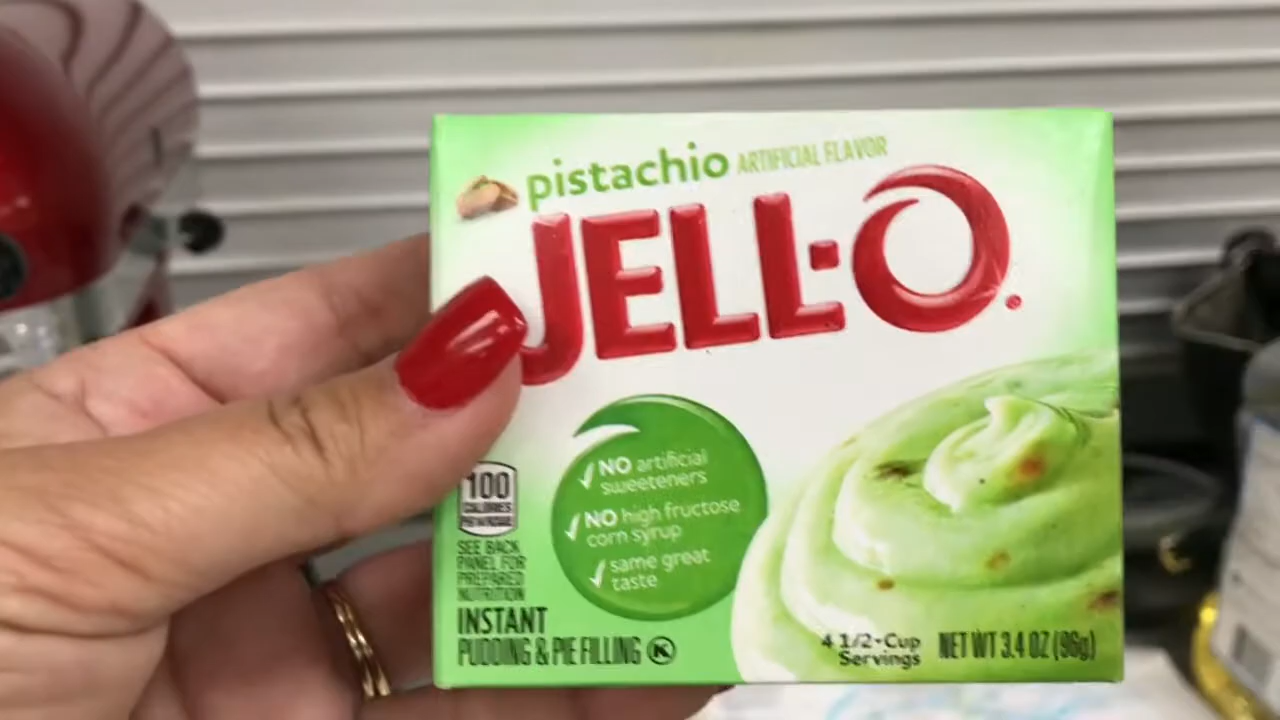 pistachio ARTIFICIAL FLAVOR
JELL-O
NO artificial
sweeteners
NO high fructose
corn syrup
same great
taste
100
CALORIES
SEE BACK
PANEL FOR
PREPARED
NUTRITION
INSTANT
PUDDING & PIE FILLING K
4 1/2-Cup
Servings
NET WT 3.4 OZ (96g)